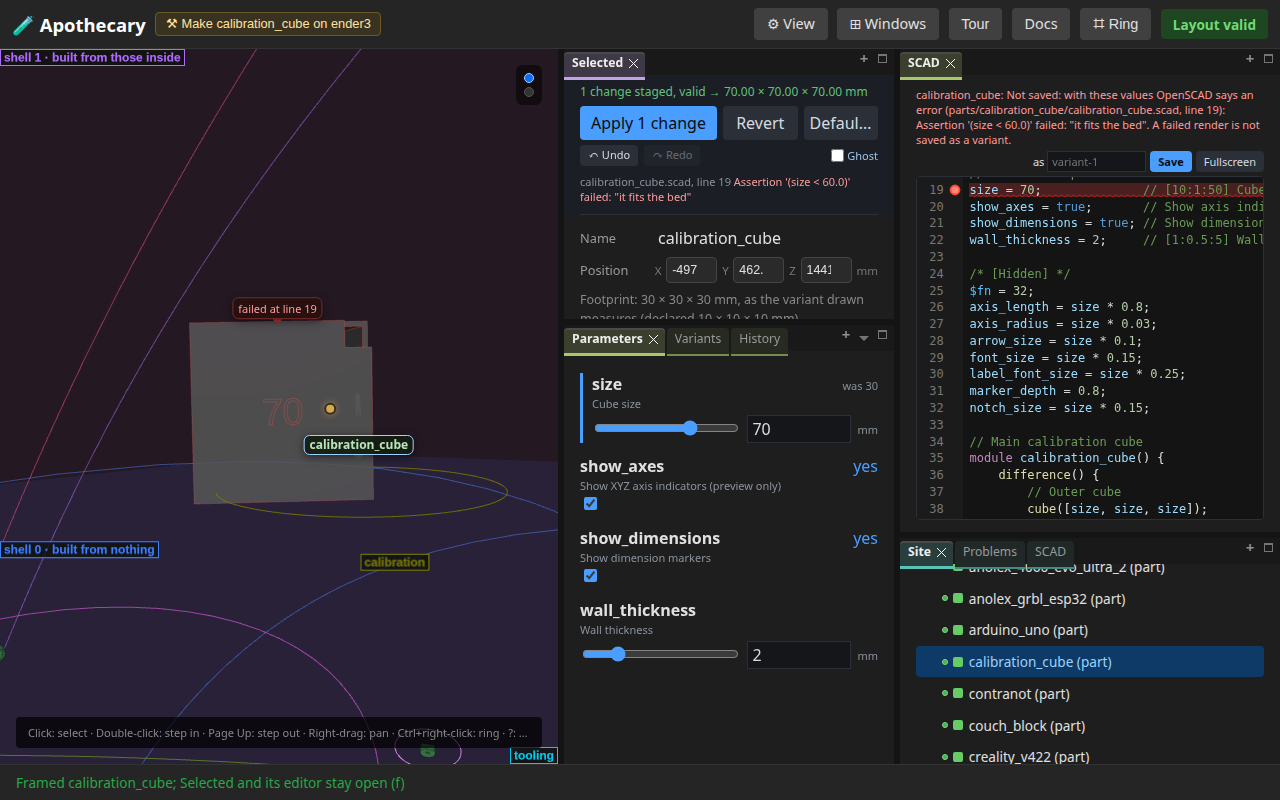 🧪 Apothecary
⚒ Make calibration_cube on ender3
⚙ View
⊞ Windows
Tour
Docs
⌗ Ring
Layout valid
shell 1 · built from those inside
failed at line 19
70
calibration_cube
shell 0 · built from nothing
calibration
Click: select · Double-click: step in · Page Up: step out · Right-drag: pan · Ctrl+right-click: ring · ?: ...
tooling
Selected
1 change staged, valid → 70.00 × 70.00 × 70.00 mm
Apply 1 change
Revert
Defaul...
↶ Undo
↷ Redo
Ghost
calibration_cube.scad, line 19 Assertion '(size < 60.0)'
failed: "it fits the bed"
Name calibration_cube
Position X -497 Y 462. Z 1441 mm
Footprint: 30 × 30 × 30 mm, as the variant drawn
measures (declared 10 × 10 × 10 mm)
Parameters
Variants
History
size was 30
Cube size
70 mm
show_axes yes
Show XYZ axis indicators (preview only)
show_dimensions yes
Show dimension markers
wall_thickness
Wall thickness
2 mm
SCAD
calibration_cube: Not saved: with these values OpenSCAD says an
error (parts/calibration_cube/calibration_cube.scad, line 19):
Assertion '(size < 60.0)' failed: "it fits the bed". A failed render is not
saved as a variant.
as variant-1 Save Fullscreen
19 size = 70; // [10:1:50] Cube
20 show_axes = true; // Show axis indi
21 show_dimensions = true; // Show dimension
22 wall_thickness = 2; // [1:0.5:5] Wall
23
24 /* [Hidden] */
25 $fn = 32;
26 axis_length = size * 0.8;
27 axis_radius = size * 0.03;
28 arrow_size = size * 0.1;
29 font_size = size * 0.15;
30 label_font_size = size * 0.25;
31 marker_depth = 0.8;
32 notch_size = size * 0.15;
33
34 // Main calibration cube
35 module calibration_cube() {
36 difference() {
37 // Outer cube
38 cube([size, size, size]);
Site
Problems
SCAD
anolex_4060_evo_ultra_2 (part)
anolex_grbl_esp32 (part)
arduino_uno (part)
calibration_cube (part)
contranot (part)
couch_block (part)
creality_v422 (part)
Framed calibration_cube; Selected and its editor stay open (f)